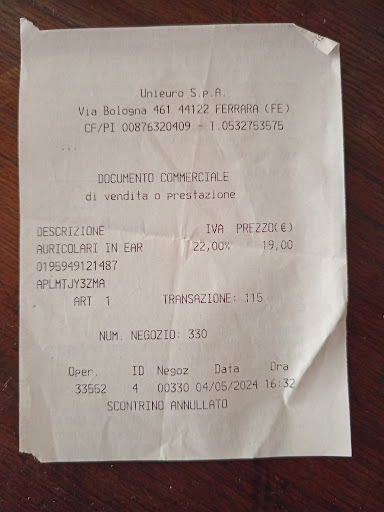 Unieuro S.p.A.
Via Bologna 461 44122 FERRARA (FE)
CF/PI 00876320409 - T.0532753575
...
DOCUMENTO COMMERCIALE
di vendita o prestazione
DESCRIZIONE IVA PREZZO(€)
AURICOLARI IN EAR 22,00% 19,00
0195949121487
APLMTJY3ZMA
ART 1 TRANSAZIONE: 115
NUM. NEGOZIO: 330
Oper. ID Negoz Data Ora
33552 4 00330 04/05/2024 16:32
SCONTRINO ANNULLATO